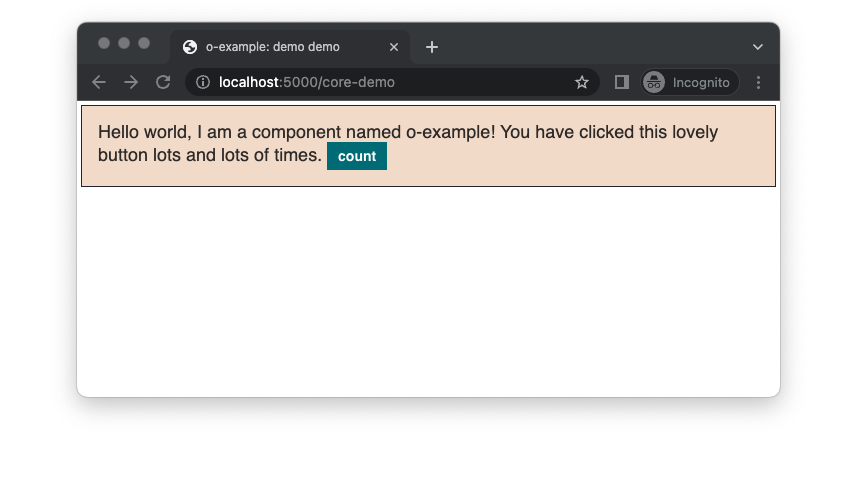 o-example: demo demo
localhost:5000/core-demo
Incognito
Hello world, I am a component named o-example! You have clicked this lovely
button lots and lots of times. count